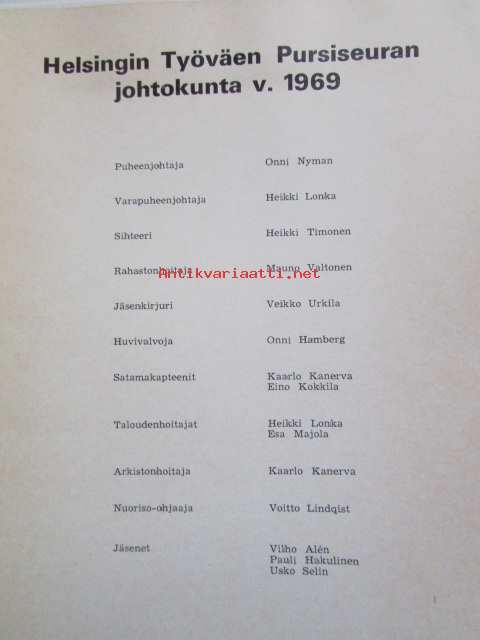 Helsingin Työväen Pursiseuran
johtokunta v. 1969
Puheenjohtaja Onni Nyman
Varapuheenjohtaja Heikki Lonka
Sihteeri Heikki Timonen
Rahastonhoitaja Mauno Valtonen
Antikvariaatti.net
Jäsenkirjuri Veikko Urkila
Huvivalvoja Onni Hamberg
Satamakapteenit Kaarlo Kanerva
Eino Kokkila
Taloudenhoitajat Heikki Lonka
Esa Majola
Arkistonhoitaja Kaarlo Kanerva
Nuoriso-ohjaaja Voitto Lindqist
Jäsenet Vilho Alén
Pauli Hakulinen
Usko Selin